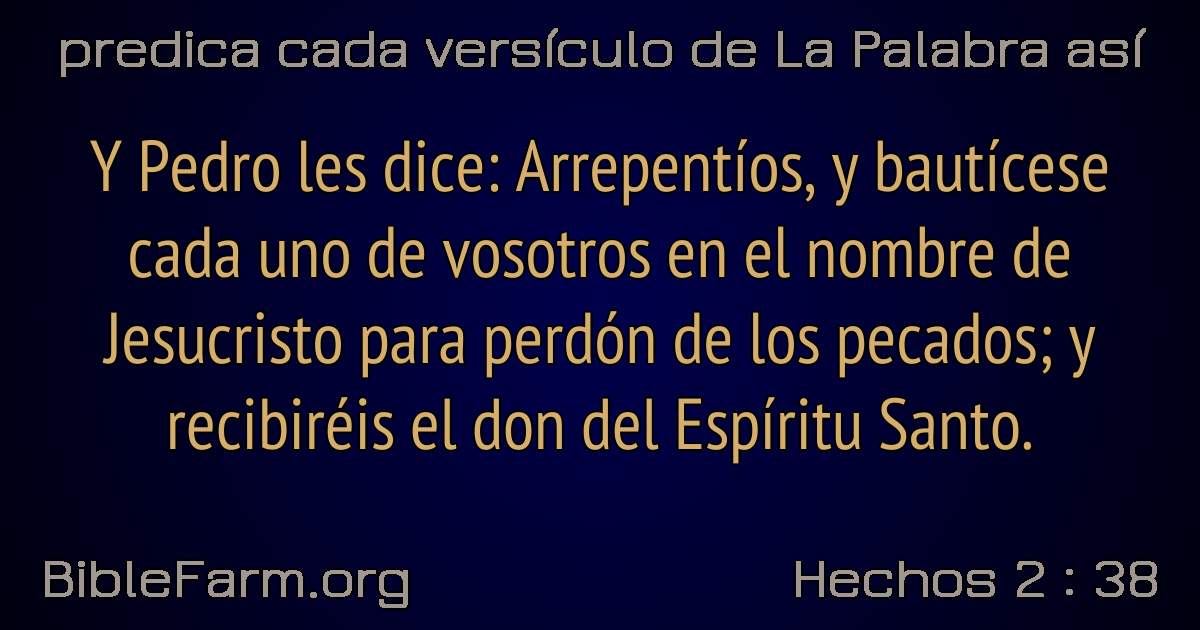 predica cada versículo de La Palabra así
Y Pedro les dice: Arrepentíos, y bautícese
cada uno de vosotros en el nombre de
Jesucristo para perdón de los pecados; y
recibiréis el don del Espíritu Santo.
BibleFarm.org
Hechos 2 : 38